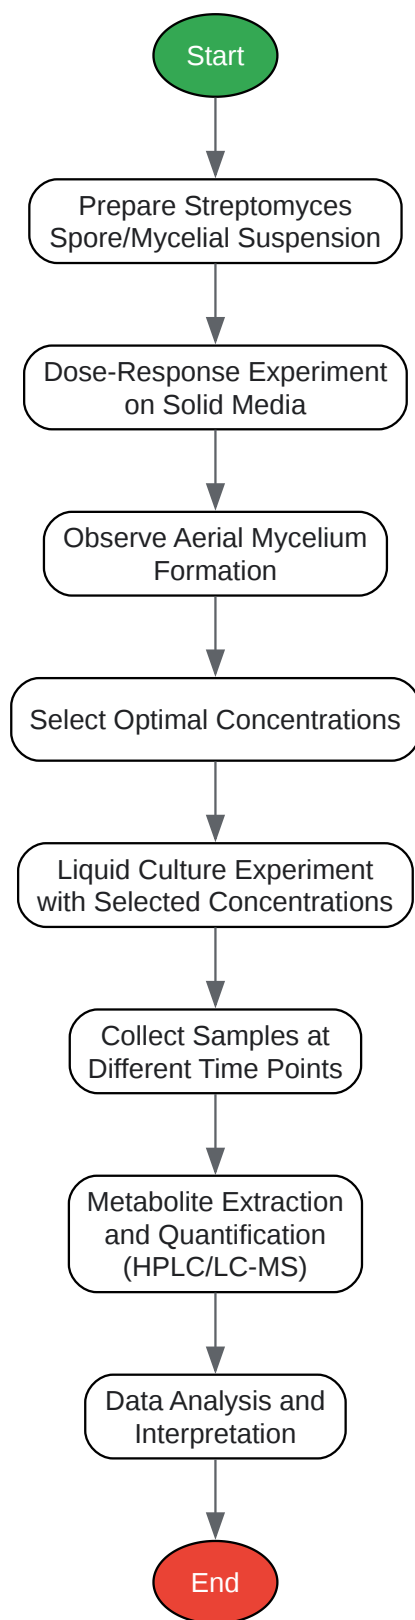 Start
Prepare Streptomyces
Spore/Mycelial Suspension
Dose-Response Experiment
on Solid Media
Observe Aerial Mycelium
Formation
Select Optimal Concentrations
Liquid Culture Experiment
with Selected Concentrations
Collect Samples at
Different Time Points
Metabolite Extraction
and Quantification
(HPLC/LC-MS)
Data Analysis and
Interpretation
End